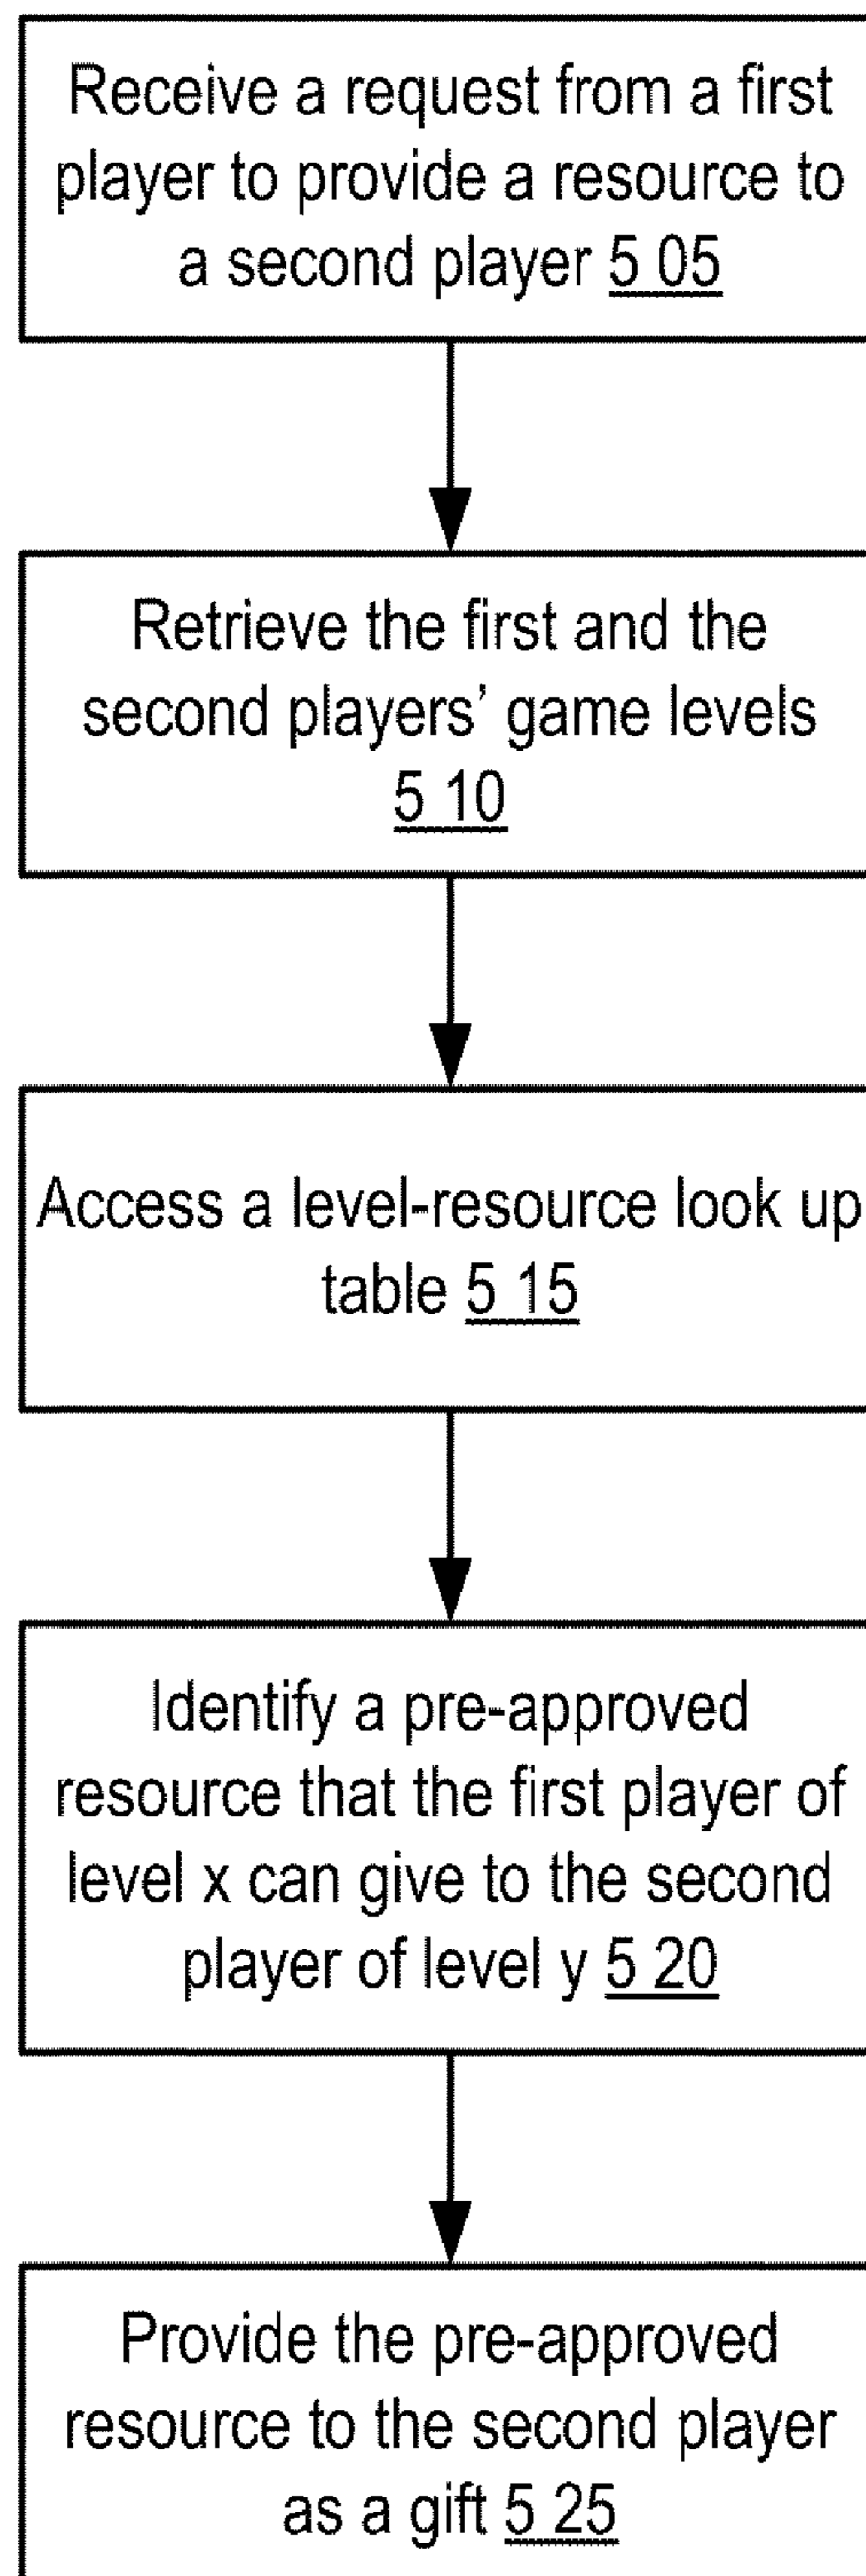 Receive a request from a first
player to provide a resource to
a second player 5 05
Retrieve the first and the
second players’ game levels
5 10
Access a level-resource look up
table 5 15
Identify a pre-approved
resource that the first player of
level x can give to the second
player of level y 5 20
Provide the pre-approved
resource to the second player
as a gift 5 25